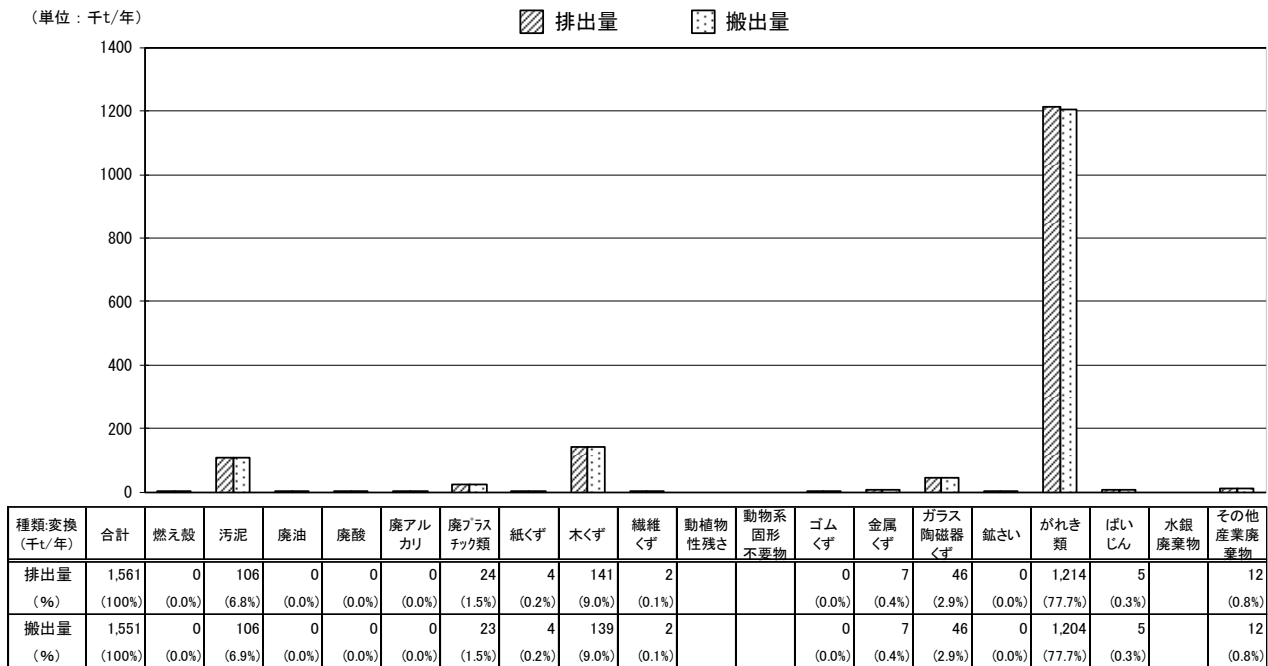 (単位：千t/年)
排出量 搬出量
1400
1200
1000
800
600
400
200
0
種類:変換 (千t/年) 合計 燃え殻 汚泥 廃油 廃酸 廃アルカリ 廃プラスチック類 紙くず 木くず 繊維くず 動植物性残さ 動物系固形不要物 ゴムくず 金属くず ガラス陶磁器くず 鉱さい がれき類 ばいじん 水銀廃棄物 その他産業廃棄物
排出量 1,561 0 106 0 0 0 24 4 141 2 0 7 46 0 1,214 5 12
(%) (100%) (0.0%) (6.8%) (0.0%) (0.0%) (0.0%) (1.5%) (0.2%) (9.0%) (0.1%) (0.0%) (0.4%) (2.9%) (0.0%) (77.7%) (0.3%) (0.8%)
搬出量 1,551 0 106 0 0 0 23 4 139 2 0 7 46 0 1,204 5 12
(%) (100%) (0.0%) (6.9%) (0.0%) (0.0%) (0.0%) (1.5%) (0.2%) (9.0%) (0.1%) (0.0%) (0.4%) (2.9%) (0.0%) (77.7%) (0.3%) (0.8%)